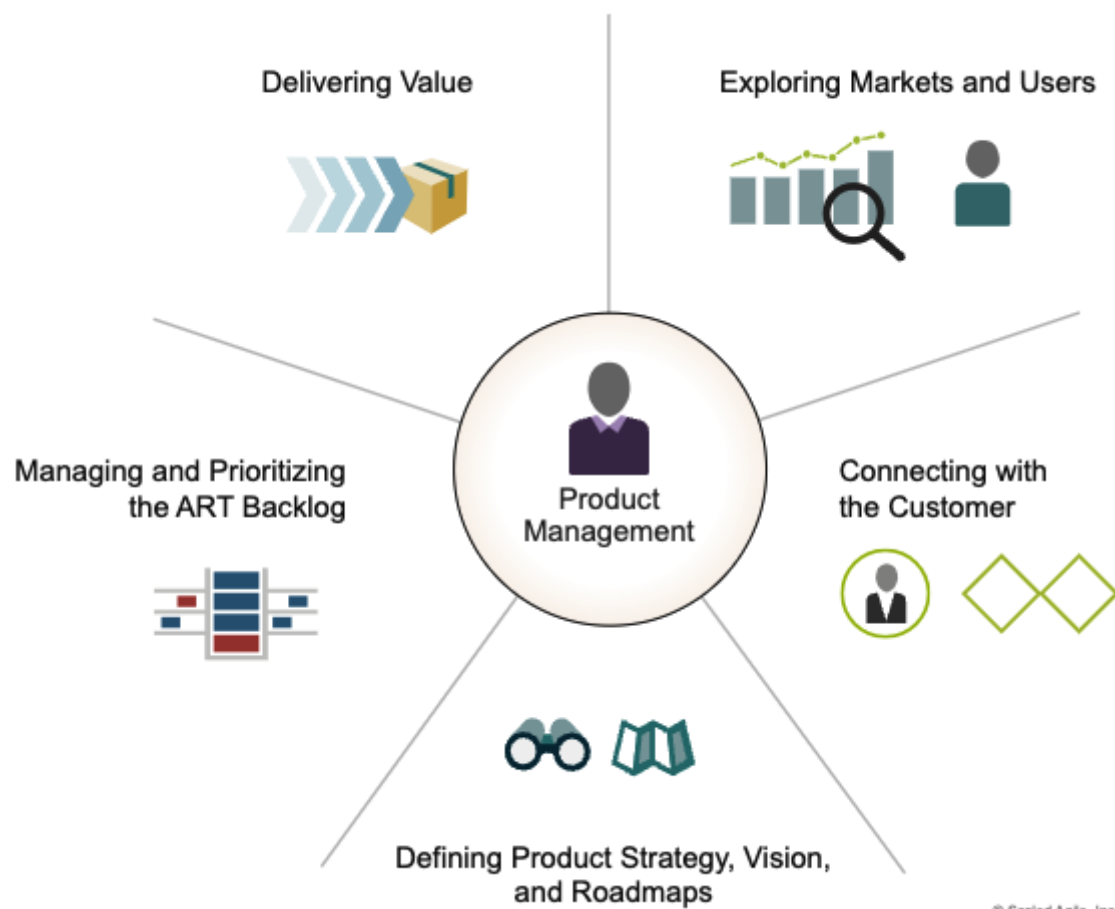 Delivering Value
Exploring Markets and Users
Product
Management
Managing and Prioritizing
the ART Backlog
Connecting with
the Customer
Defining Product Strategy, Vision,
and Roadmaps